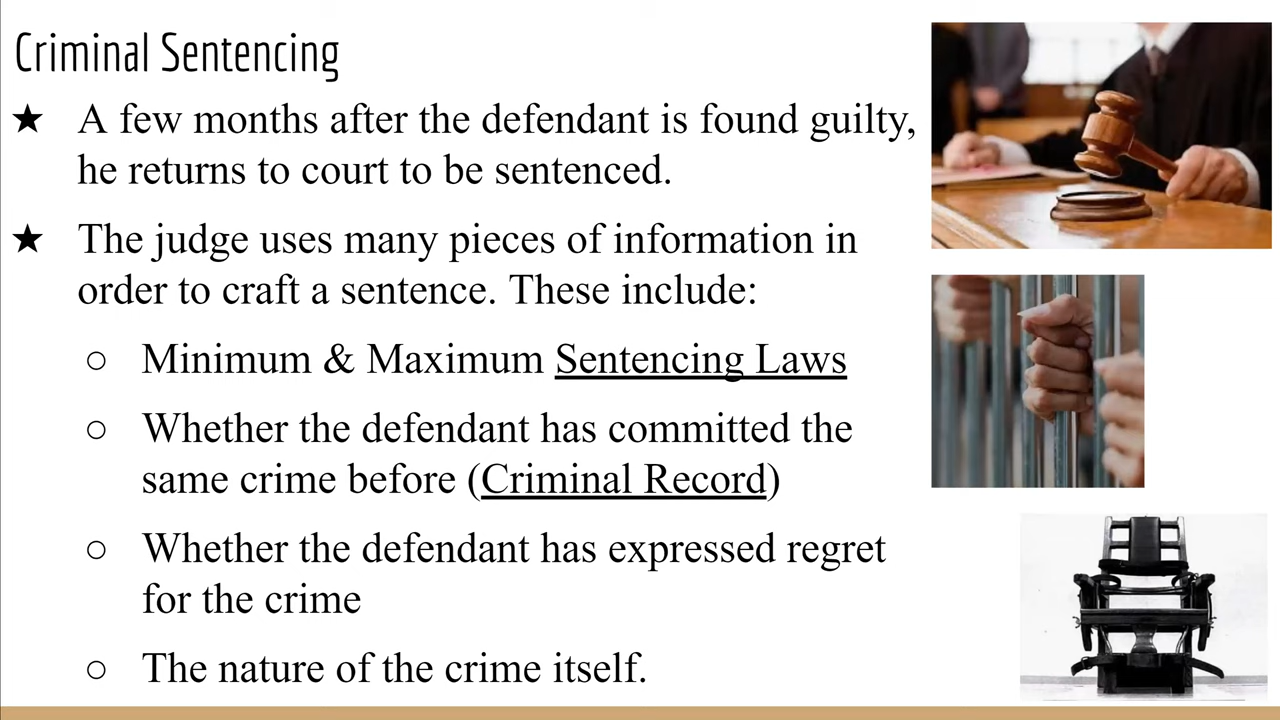 Criminal Sentencing
★ A few months after the defendant is found guilty,
he returns to court to be sentenced.
★ The judge uses many pieces of information in
order to craft a sentence. These include:
○ Minimum & Maximum Sentencing Laws
○ Whether the defendant has committed the
same crime before (Criminal Record)
○ Whether the defendant has expressed regret
for the crime
○ The nature of the crime itself.